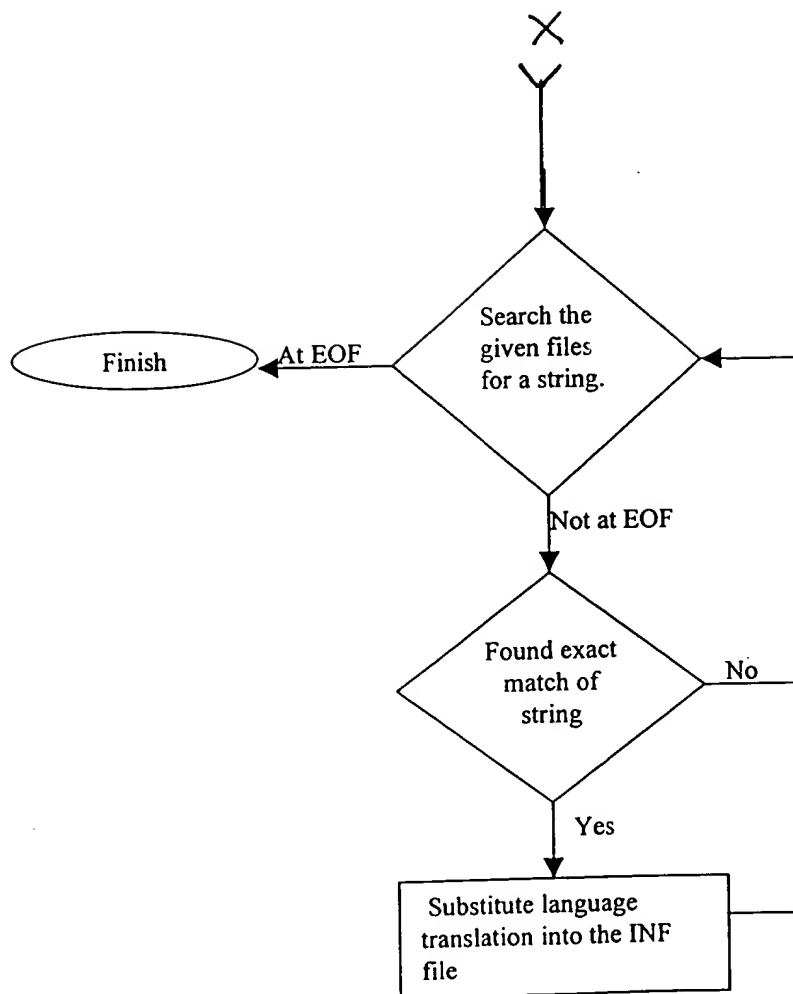 X
Search the
given files
for a string.
At EOF
Finish
Not at EOF
Found exact
match of
string
No
Yes
Substitute language
translation into the INF
file